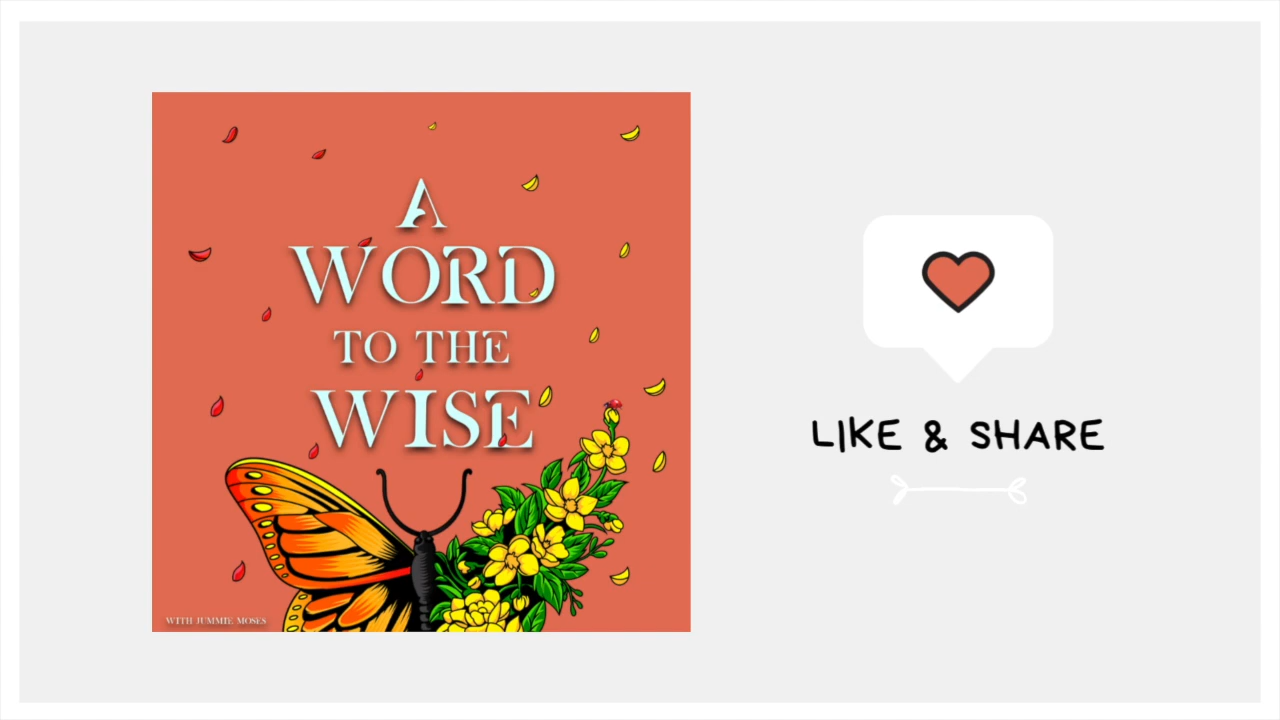 A
WORD
TO THE
WISE
WITH JUMMIE MOSES
LIKE & SHARE